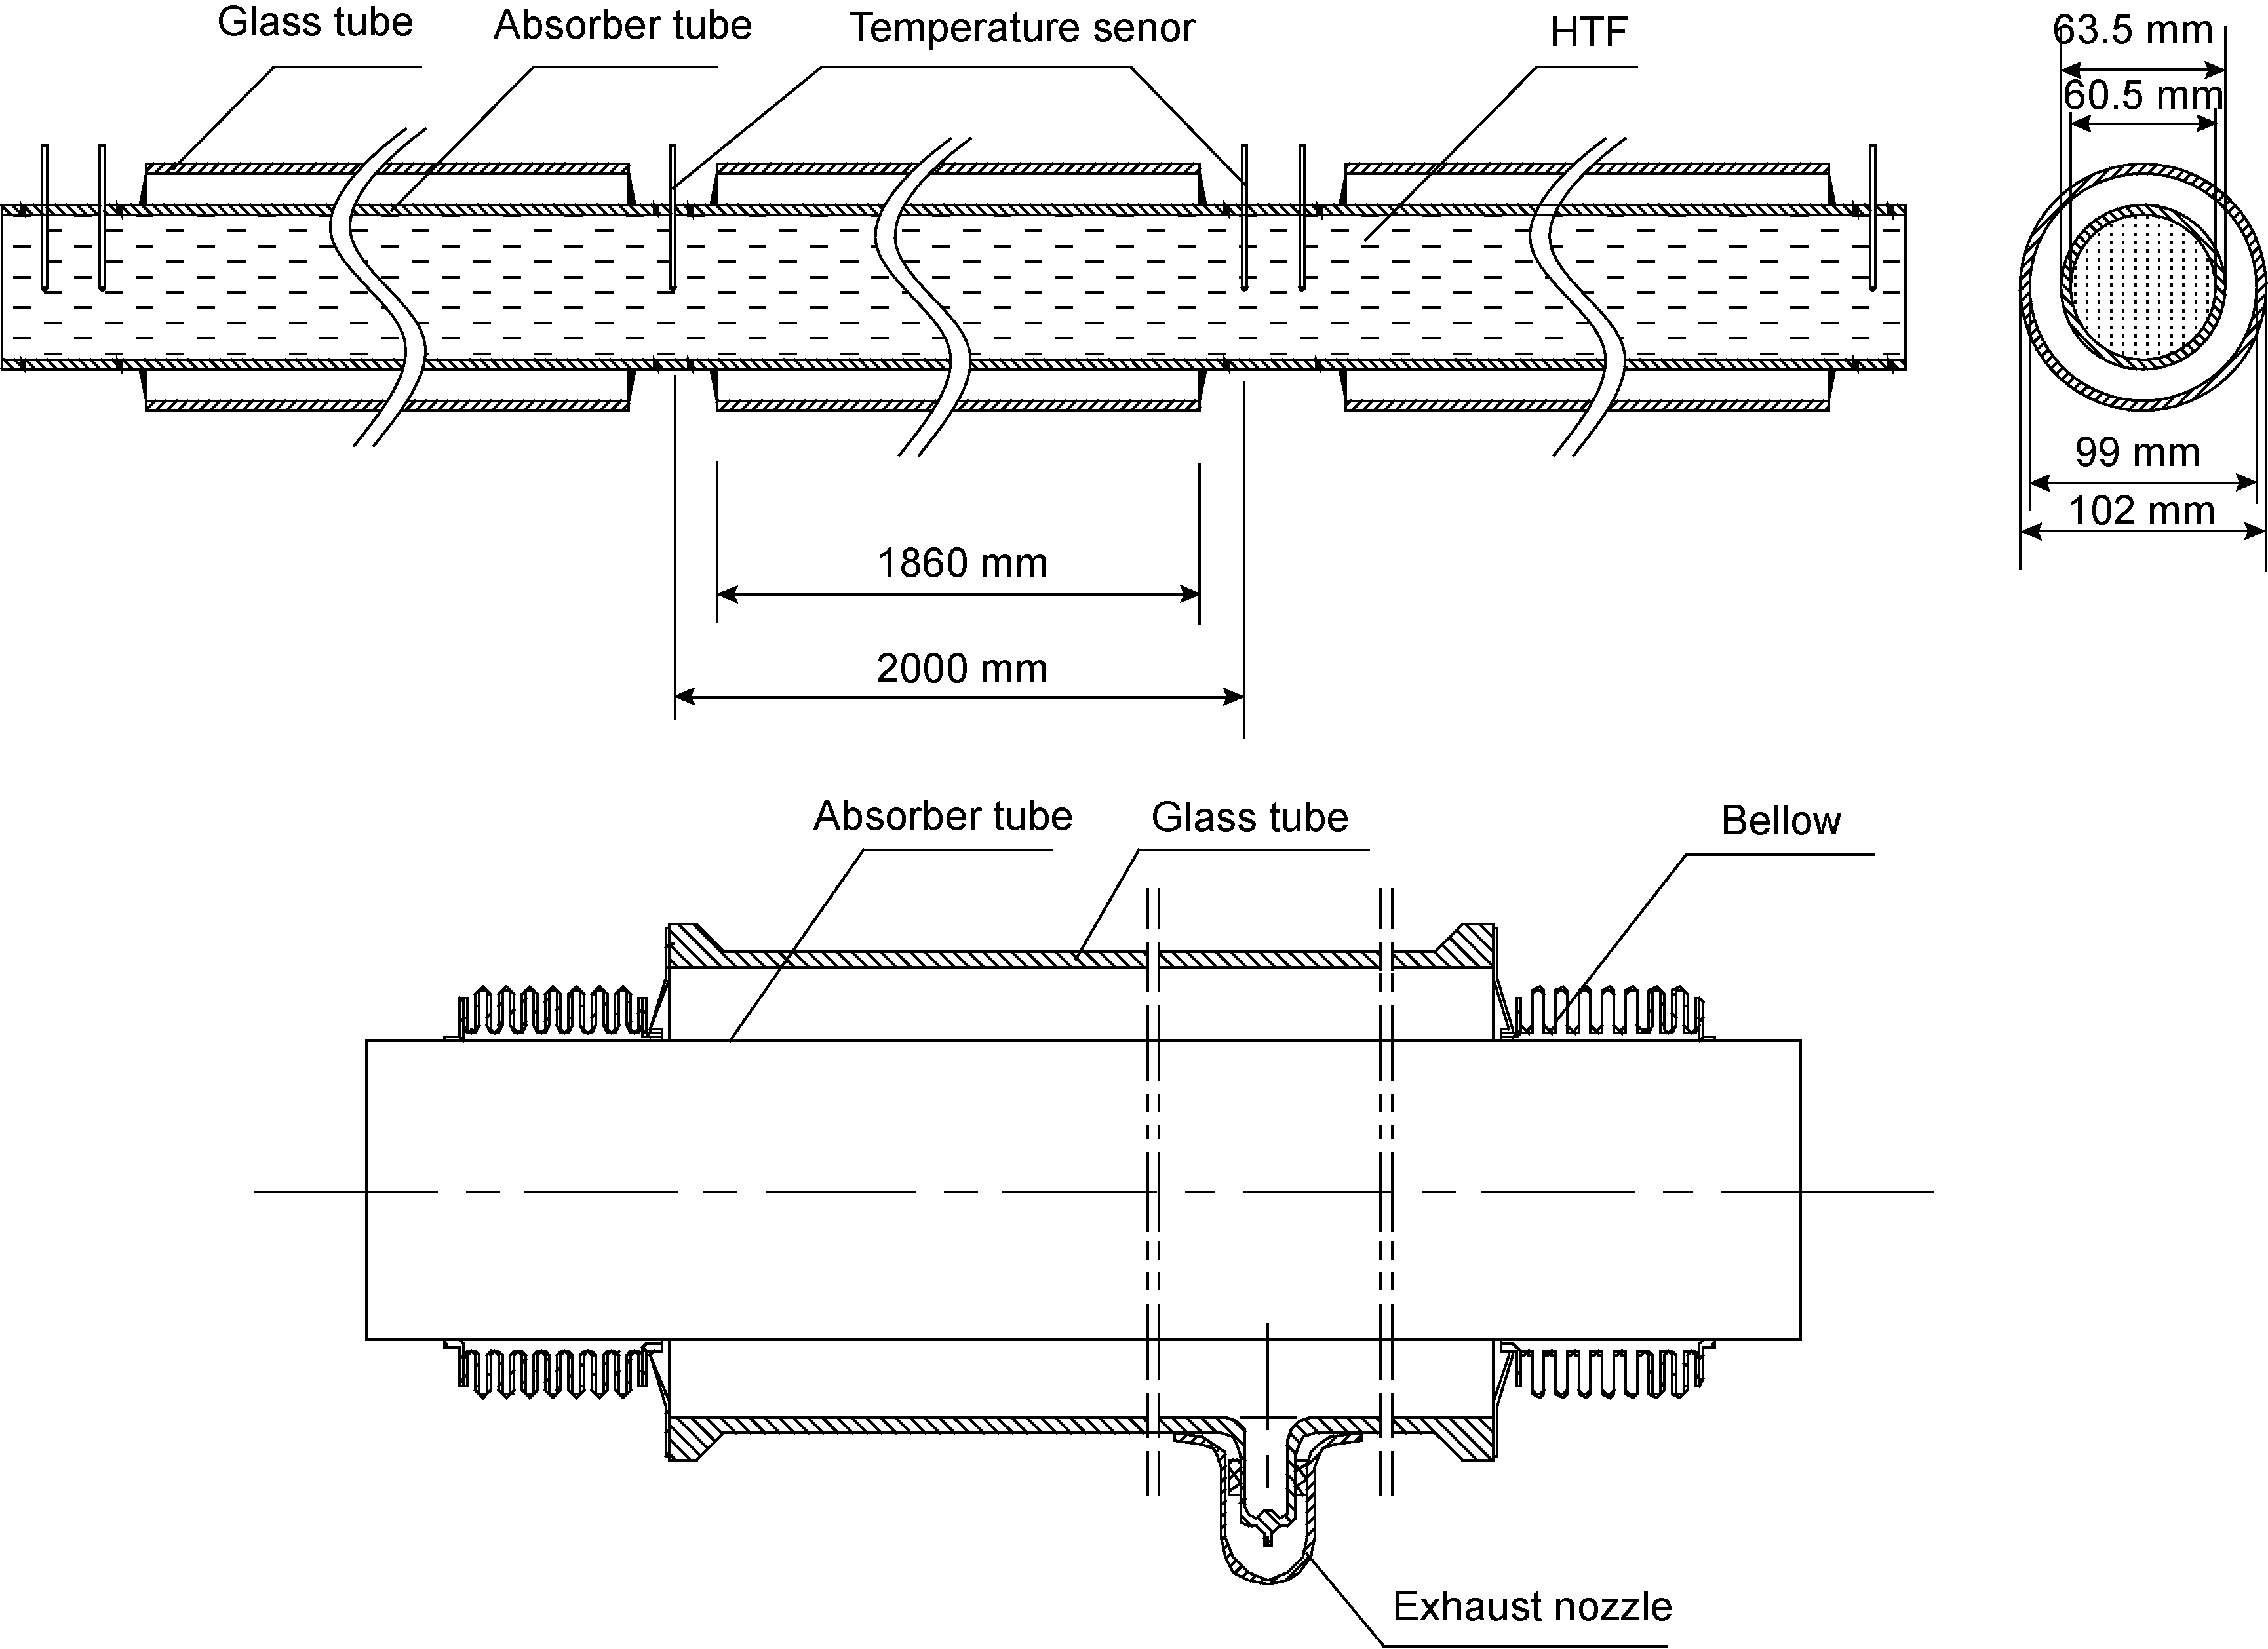 Glass tube
Absorber tube
Temperature senor
HTF
63.5 mm
60.5 mm
99 mm
102 mm
1860 mm
2000 mm
Absorber tube
Glass tube
Bellow
Exhaust nozzle